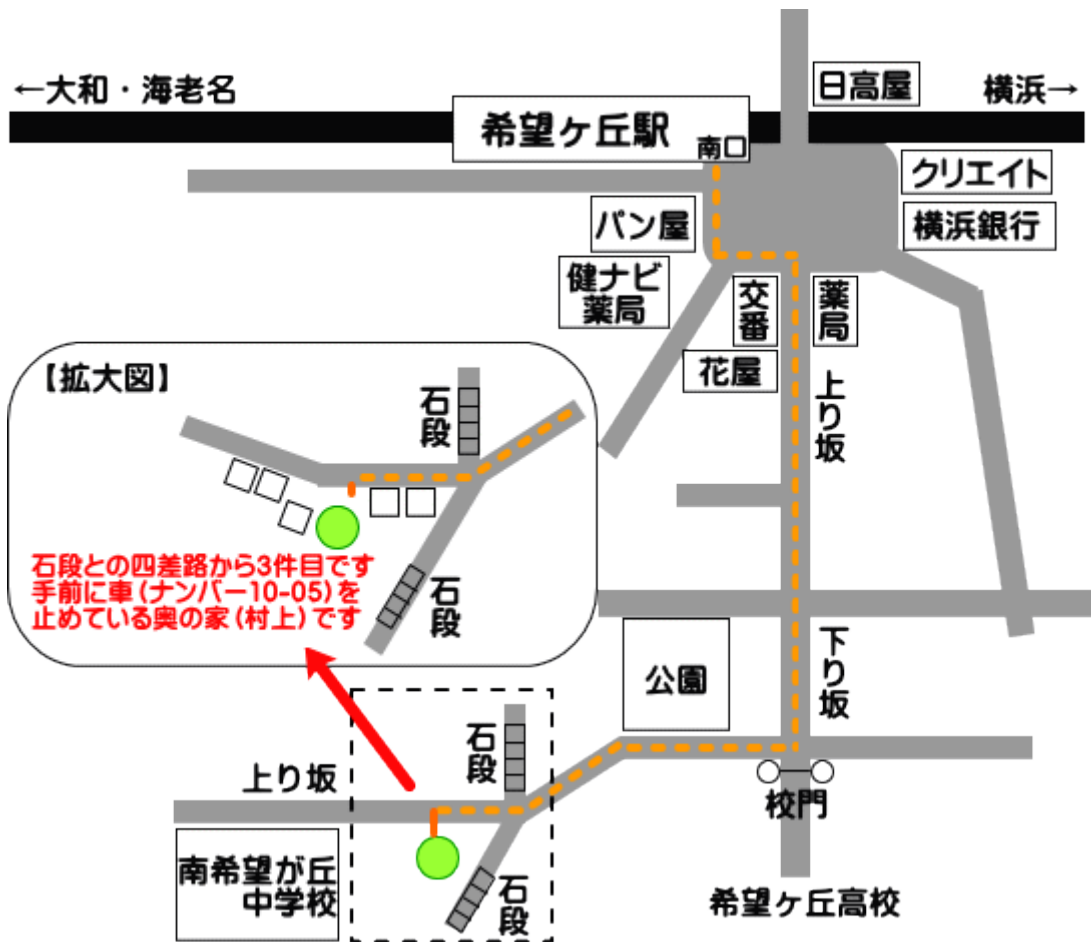 ←大和・海老名
日高屋
横浜→
希望ヶ丘駅
南口
クリエイト
パン屋
横浜銀行
健ナビ
薬局
交番
薬局
花屋
上り坂
【拡大図】
石段
石段
石段との四差路から3件目です
手前に車(ナンバー10-05)を
止めている奥の家(村上)です
下り坂
公園
石段
上り坂
校門
南希望が丘
中学校
石段
希望ヶ丘高校